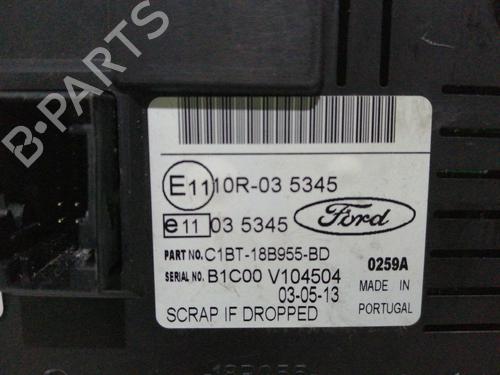 B-PARTS
E11 10R-03 5345
e11 03 5345
Ford
PART NO. C1BT-18B955-BD
SERIAL NO. B1C00 V104504
0259A
03-05-13
MADE IN
PORTUGAL
SCRAP IF DROPPED